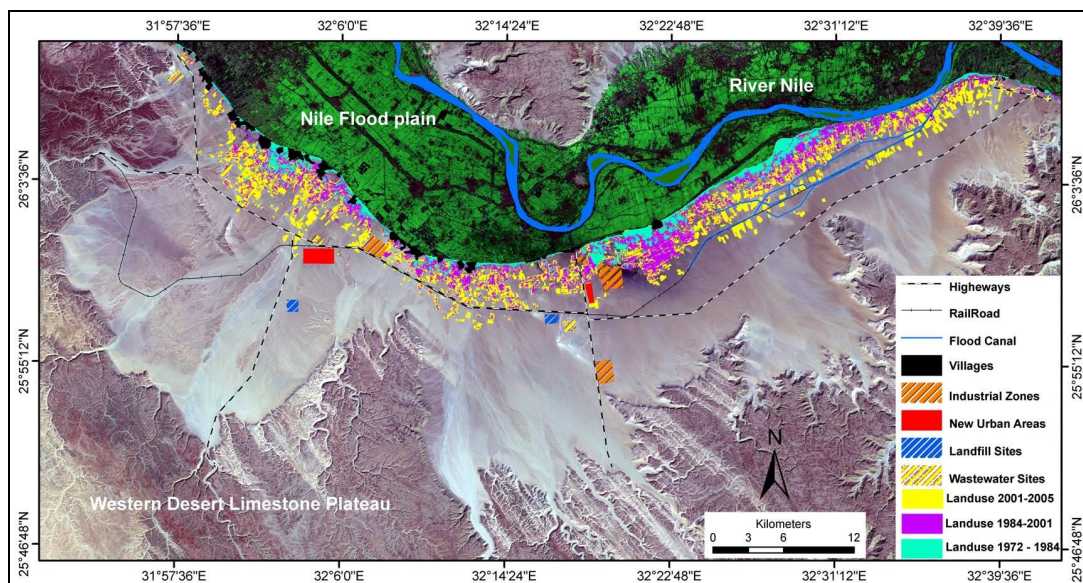 31°57'36"E 32°6'0"E 32°14'24"E 32°22'48"E 32°31'12"E 32°39'36"E
River Nile
Nile Flood plain
26°3'36"N 26°3'36"N
Higheways
RailRoad
Flood Canal
25°55'12"N 25°55'12"N
Villages
Industrial Zones
New Urban Areas
N
Landfill Sites
Wastewater Sites
Western Desert Limestone Plateau
Landuse 2001-2005
Kilometers
Landuse 1984-2001
0 3 6 12
Landuse 1972 - 1984
25°46'48"N 25°46'48"N
31°57'36"E 32°6'0"E 32°14'24"E 32°22'48"E 32°31'12"E 32°39'36"E